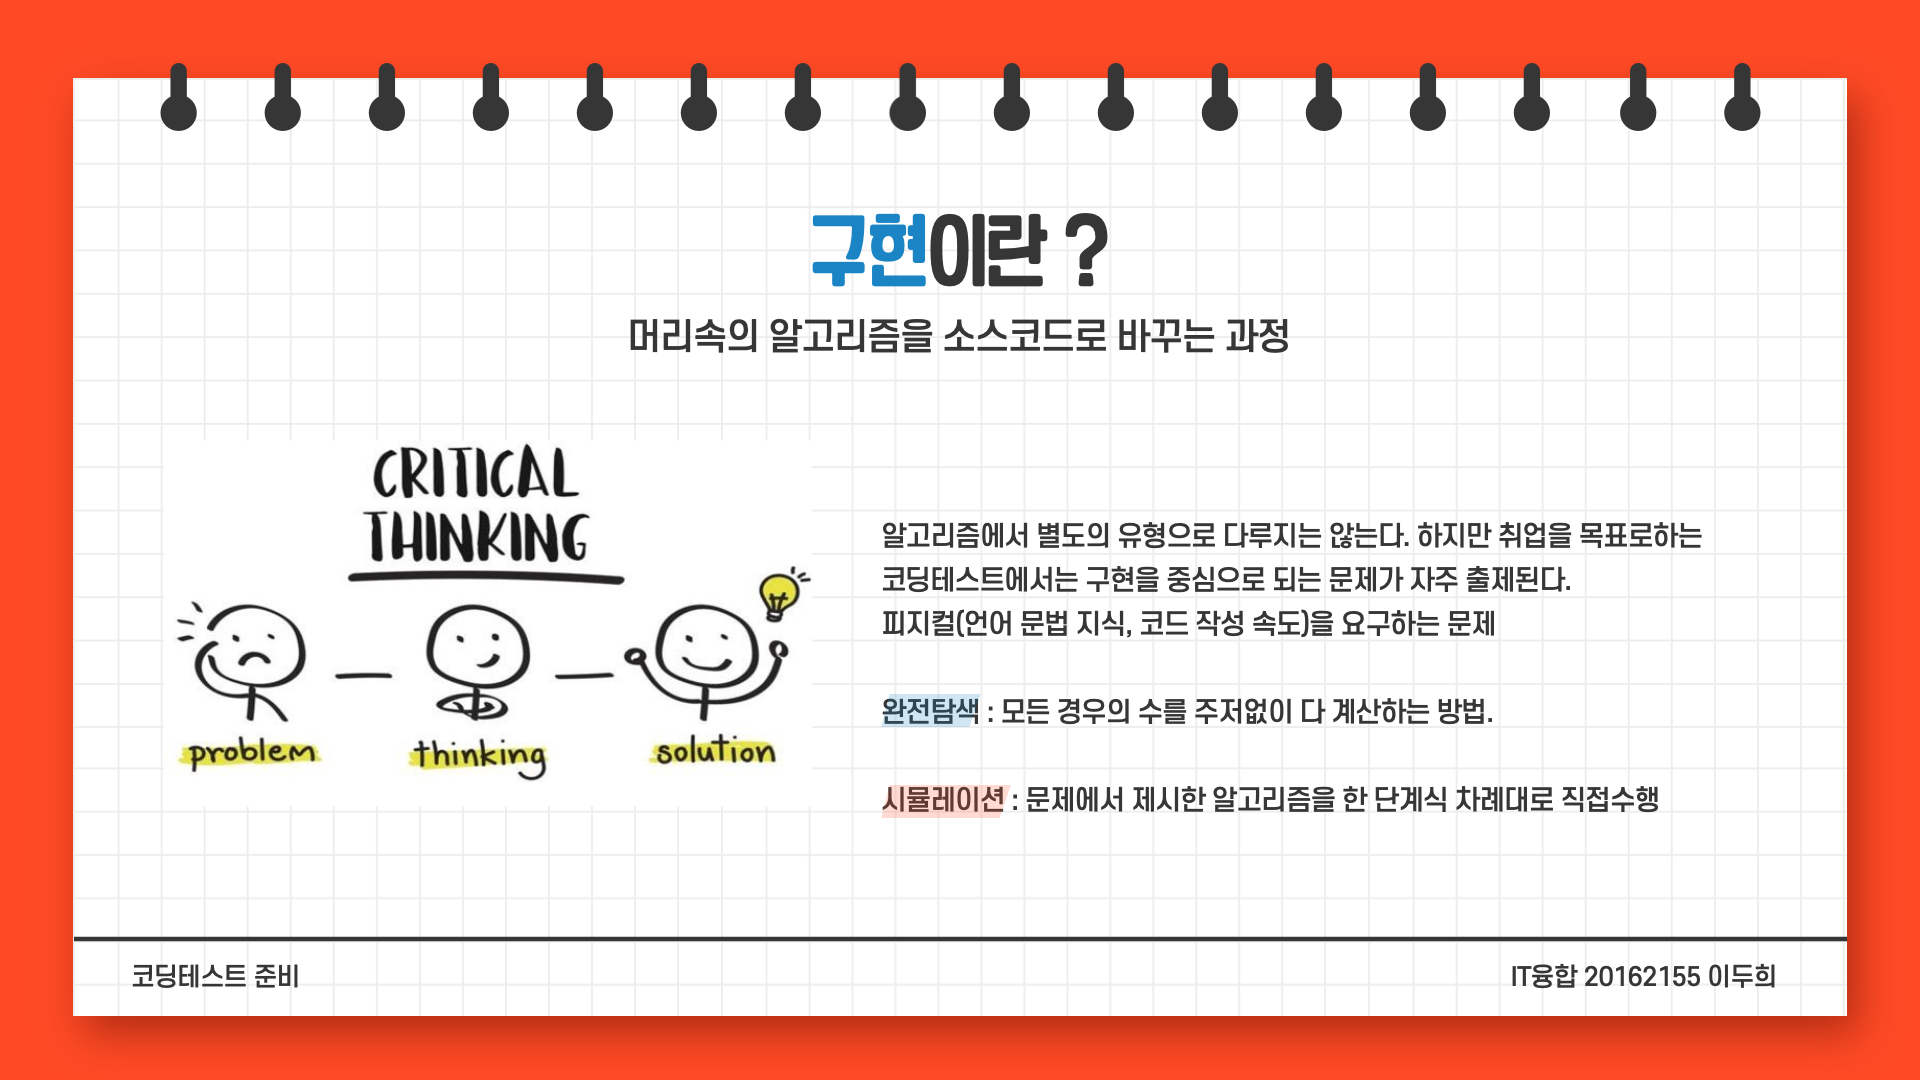 구현이란 ?
머리속의 알고리즘을 소스코드로 바꾸는 과정
CRITICAL
THINKING
problem
thinking
solution
알고리즘에서 별도의 유형으로 다루지는 않는다. 하지만 취업을 목표로하는
코딩테스트에서는 구현을 중심으로 되는 문제가 자주 출제된다.
피지컬(언어 문법 지식, 코드 작성 속도)을 요구하는 문제
완전탐색 : 모든 경우의 수를 주저없이 다 계산하는 방법.
시뮬레이션 : 문제에서 제시한 알고리즘을 한 단계식 차례대로 직접수행
코딩테스트 준비
IT융합 20162155 이두희